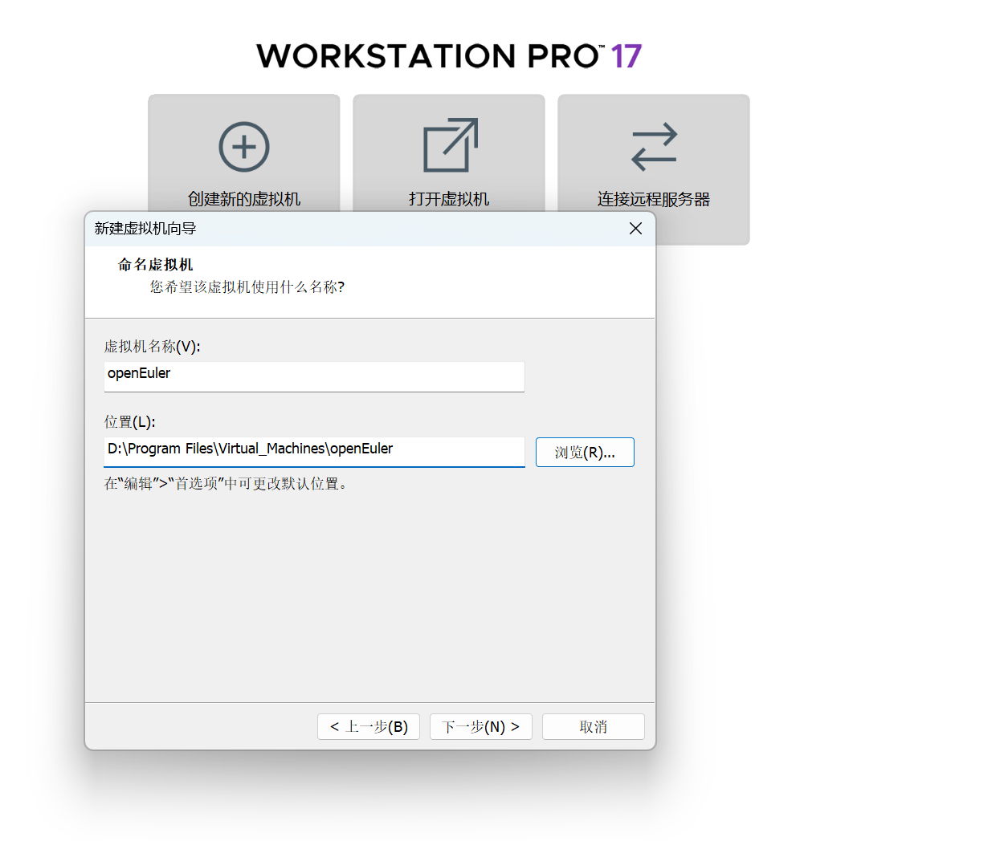 WORKSTATION PRO™ 17
创建新的虚拟机
打开虚拟机
连接远程服务器
新建虚拟机向导
命名虚拟机
您希望该虚拟机使用什么名称?
虚拟机名称(V):
openEuler
位置(L):
D:\Program Files\Virtual_Machines\openEuler
浏览(R)...
在“编辑”>“首选项”中可更改默认位置。
< 上一步(B)
下一步(N) >
取消